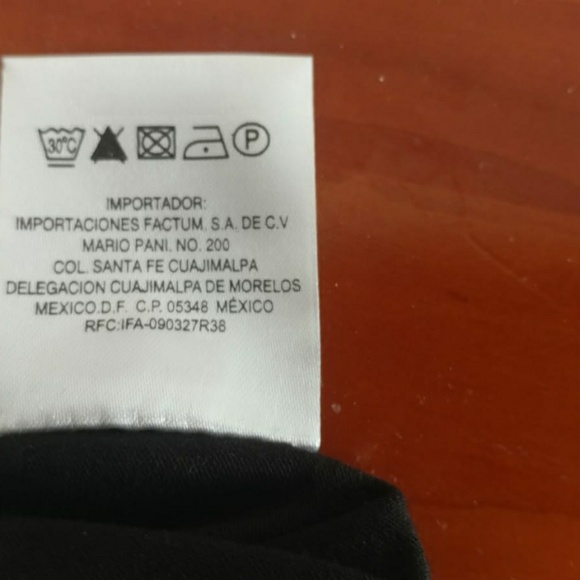 30°C P
IMPORTADOR:
IMPORTACIONES FACTUM, S.A. DE C.V
MARIO PANI. NO. 200
COL. SANTA FE CUAJIMALPA
DELEGACION CUAJIMALPA DE MORELOS
MEXICO.D.F. C.P. 05348 MÉXICO
RFC:IFA-090327R38